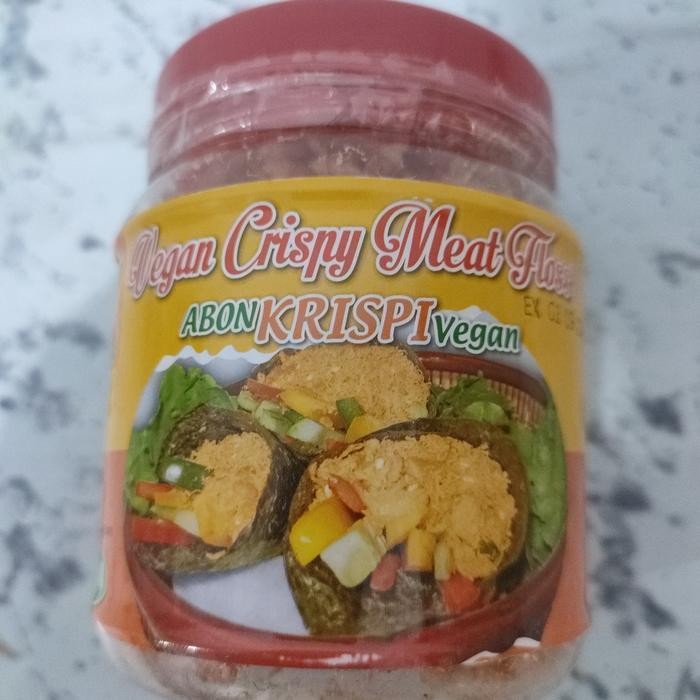 Vegan Crispy Meat Floss
ABON KRISPI Vegan